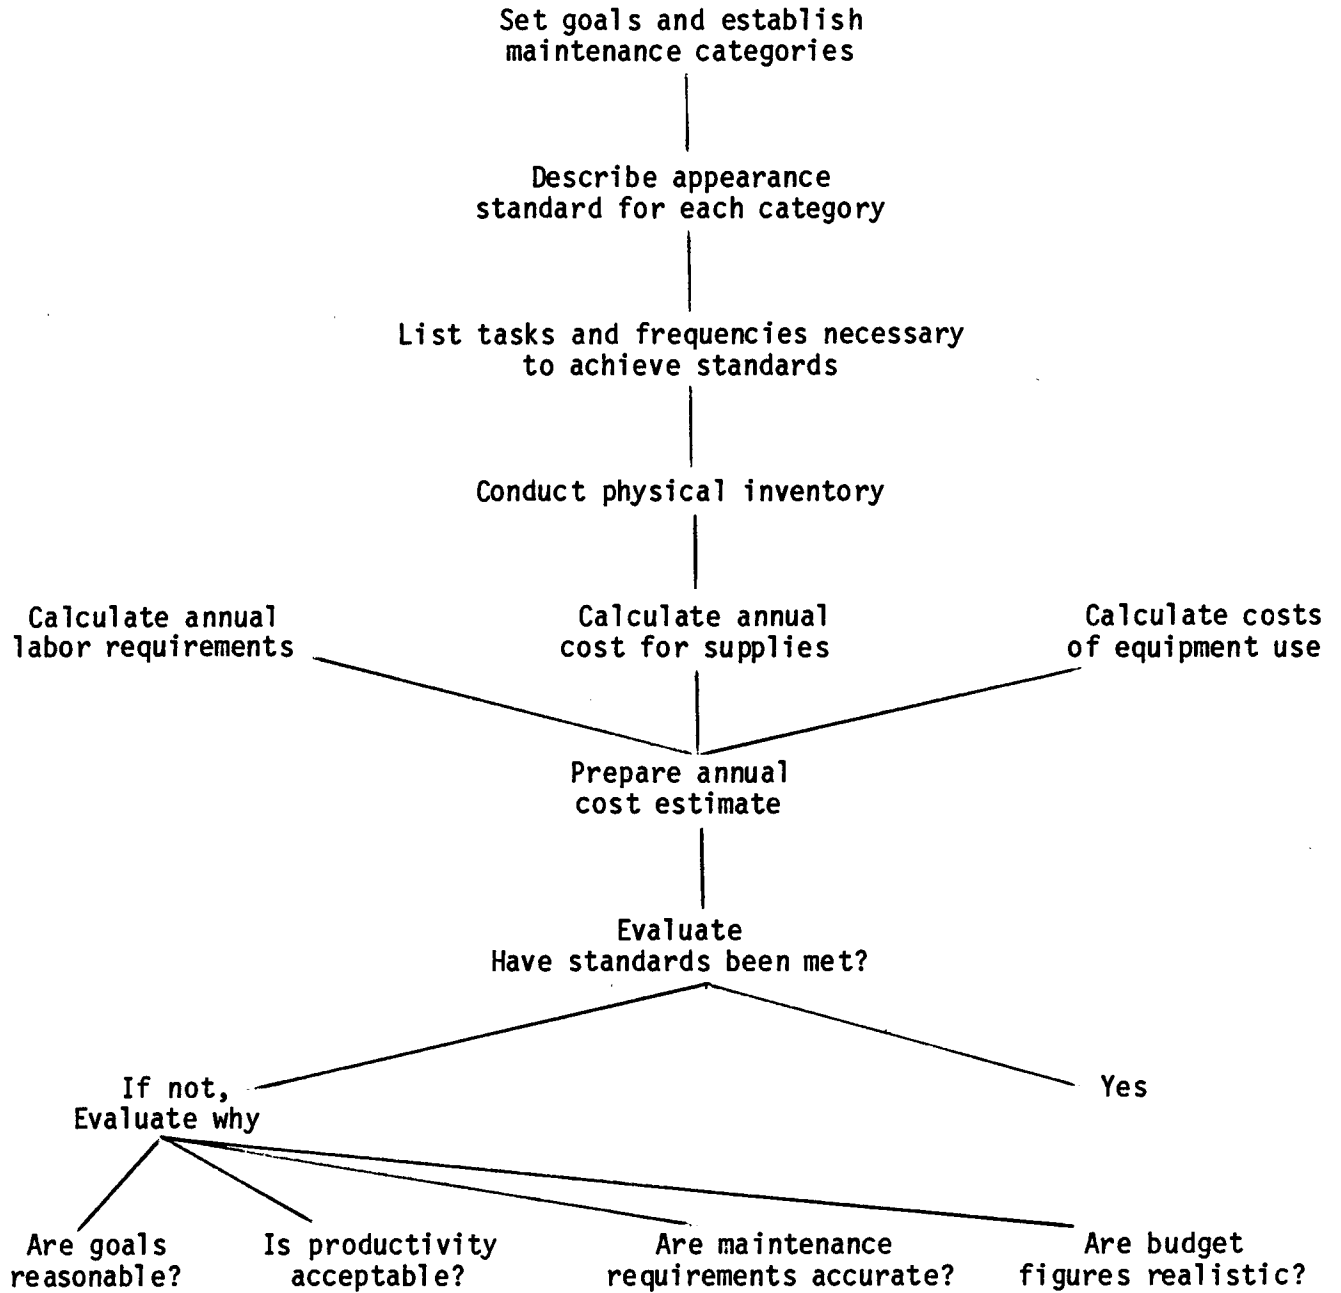 Set goals and establish
maintenance categories
Describe appearance
standard for each category
List tasks and frequencies necessary
to achieve standards
Conduct physical inventory
Calculate annual
labor requirements
Calculate annual
cost for supplies
Calculate costs
of equipment use
Prepare annual
cost estimate
Evaluate
Have standards been met?
If not,
Evaluate why
Yes
Are goals
reasonable?
Is productivity
acceptable?
Are maintenance
requirements accurate?
Are budget
figures realistic?